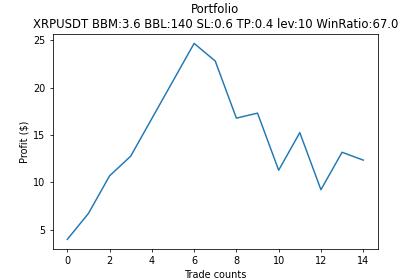 Portfolio
XRPUSDT BBM:3.6 BBL:140 SL:0.6 TP:0.4 lev:10 WinRatio:67.0
25
20
15
10
5
Profit ($)
0 2 4 6 8 10 12 14
Trade counts